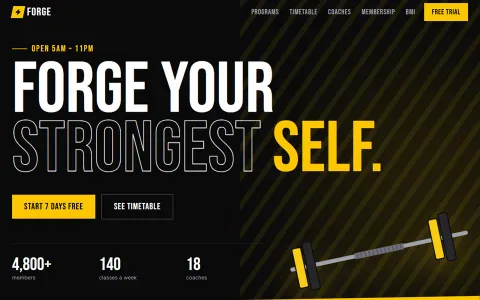 FORGE
PROGRAMS TIMETABLE COACHES MEMBERSHIP BMI FREE TRIAL
OPEN 5AM – 11PM
FORGE YOUR
STRONGEST SELF.
START 7 DAYS FREE SEE TIMETABLE
4,800+ 140 18
members classes a week coaches